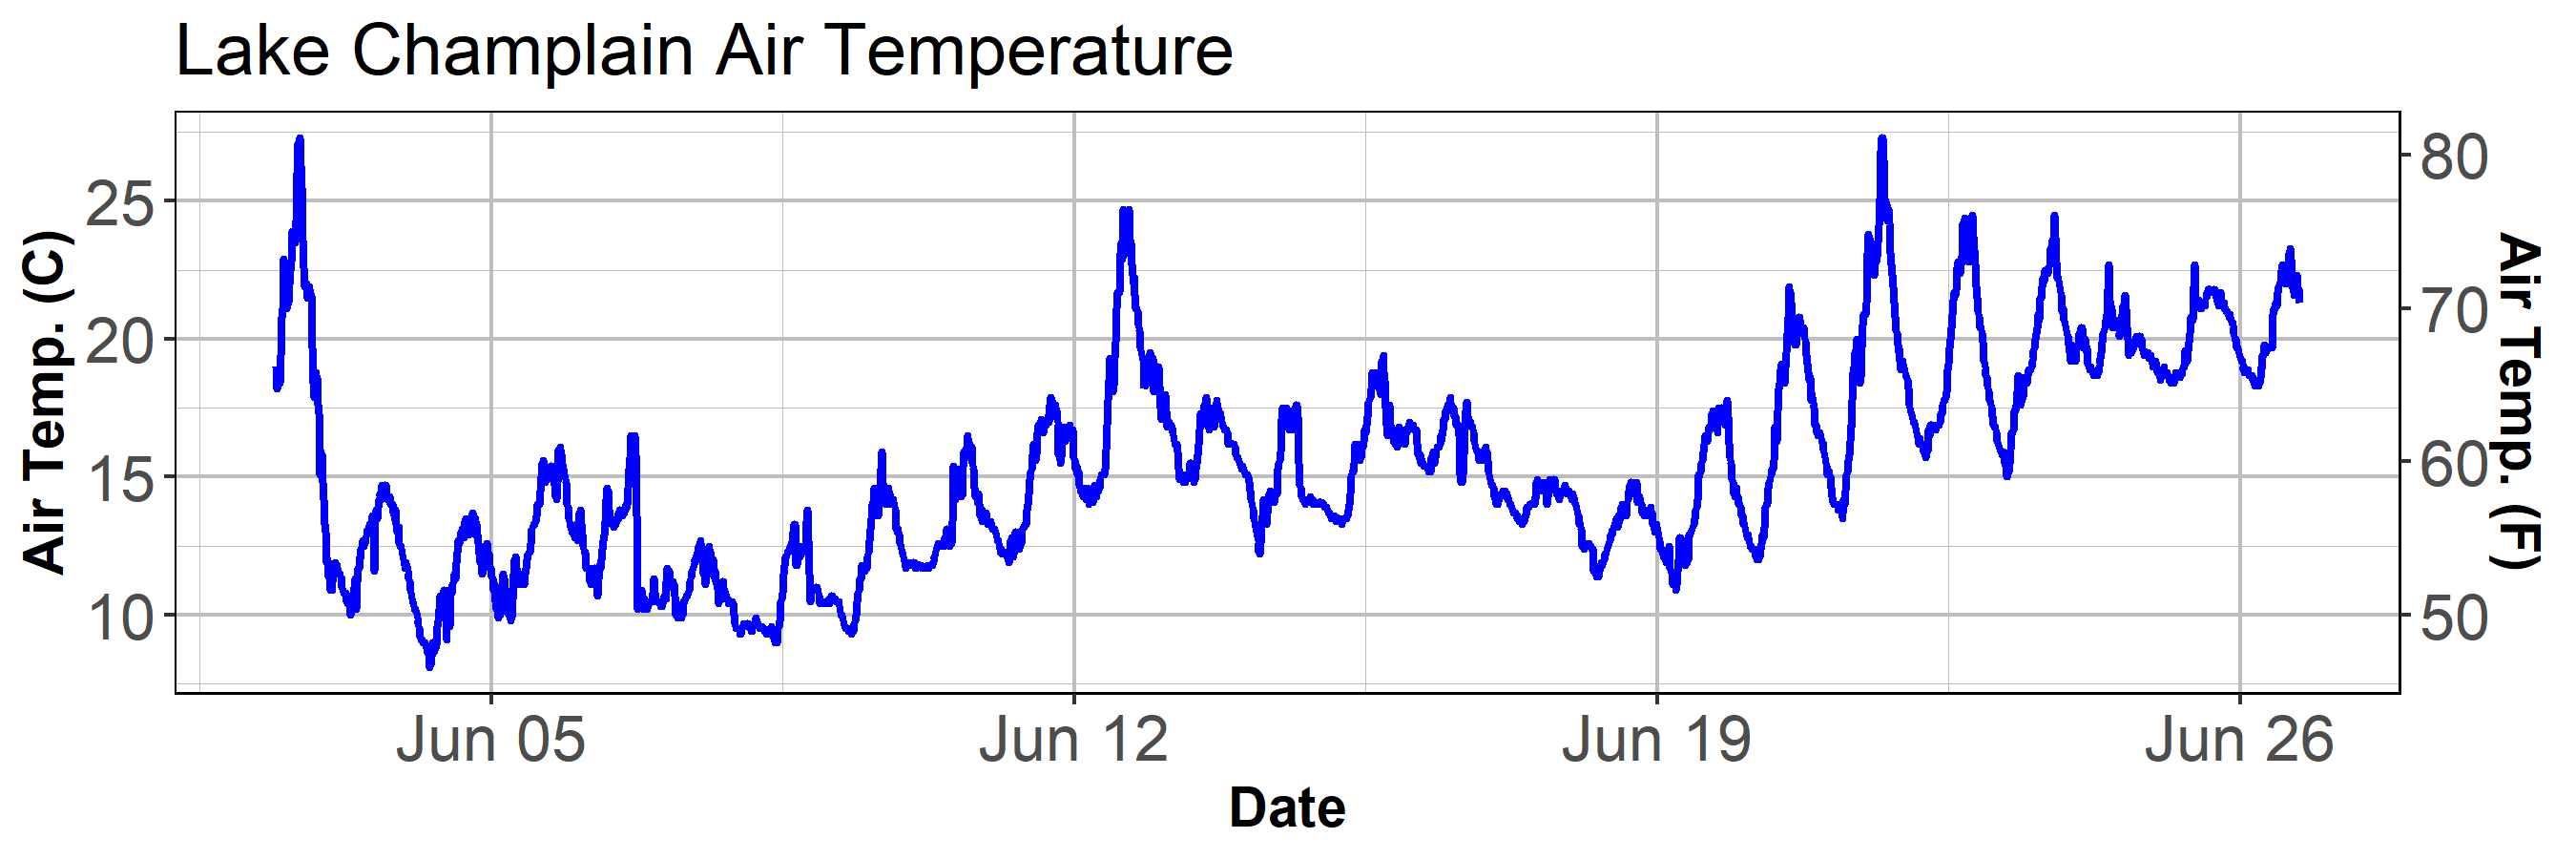 Lake Champlain Air Temperature
Air Temp. (C)
25
20
15
10
80
70
60
50
Air Temp. (F)
Jun 05 Jun 12 Jun 19 Jun 26
Date